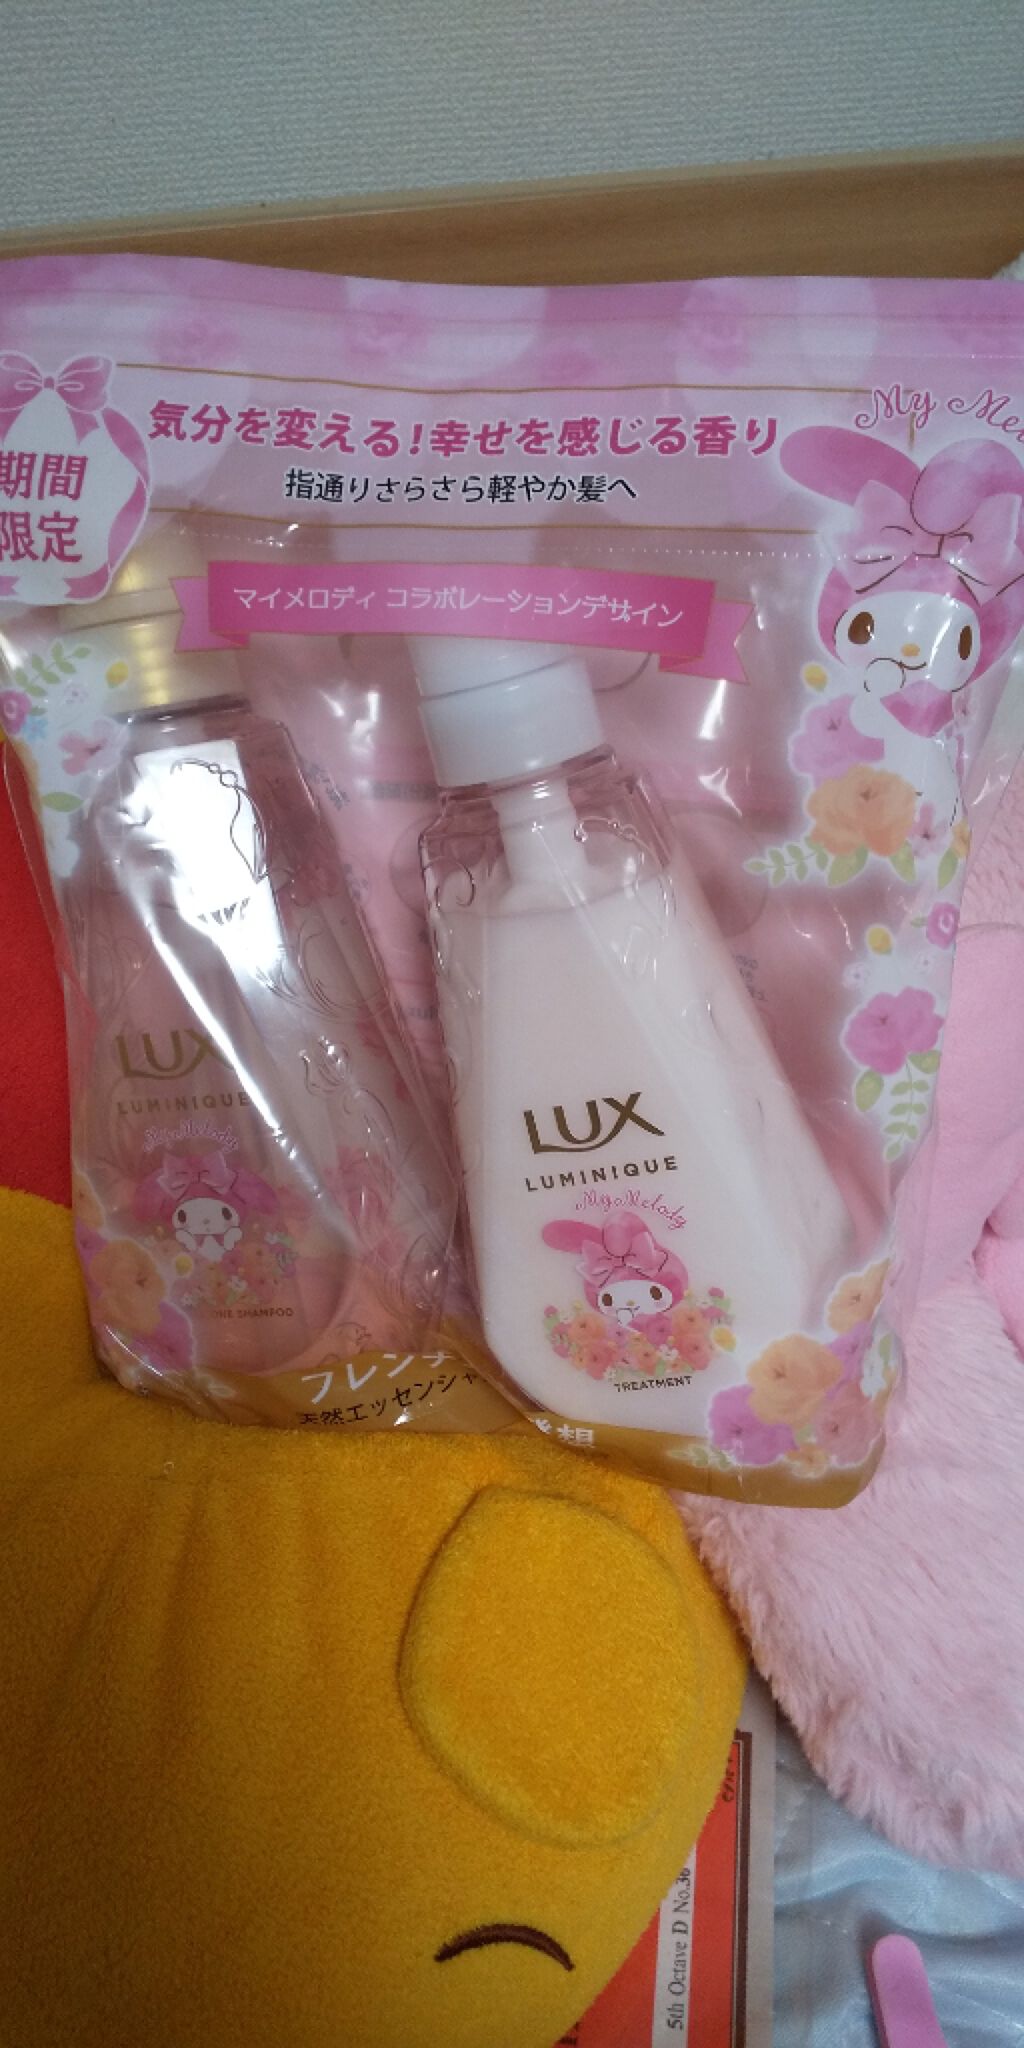 気分を変える!幸せを感じる香り
My Me
期間
限定
指通りさらさら軽やか髪へ
マイメロディ コラボレーションデザイン
LUX
LUMINIQUE
My Melody
ONE SHAMPOO
LUX
LUMINIQUE
My Melody
TREATMENT
フレンチ
天然エッセンシャ
5th Octave D No.36